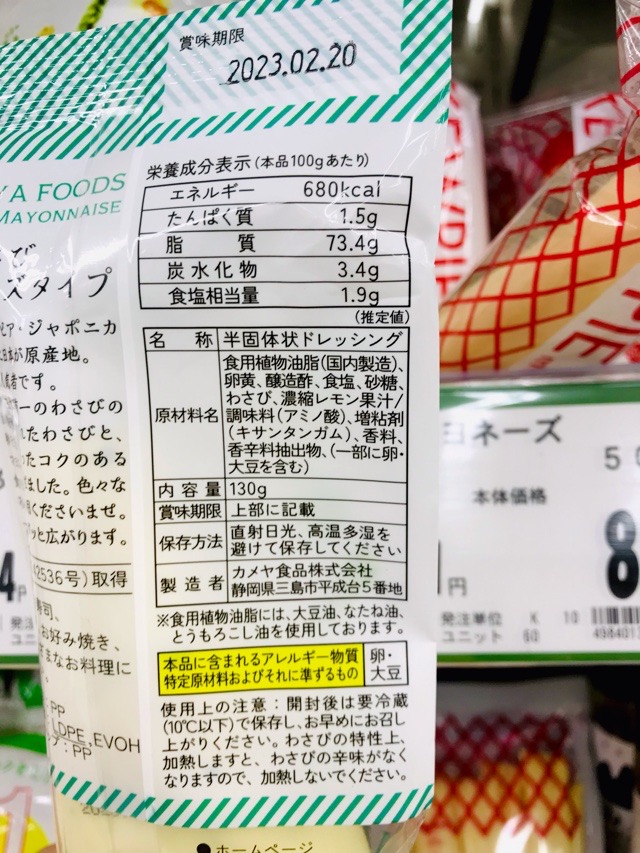 賞味期限
2023.02.20
栄養成分表示(本品100gあたり)
エネルギー 680kcal
たんぱく質 1.5g
脂質 73.4g
炭水化物 3.4g
食塩相当量 1.9g
(推定値)
名称 半固体状ドレッシング
原材料名 食用植物油脂(国内製造)、
卵黄、醸造酢、食塩、砂糖、
わさび、濃縮レモン果汁/
調味料(アミノ酸)、増粘剤
(キサンタンガム)、香料、
香辛料抽出物、(一部に卵・
大豆を含む)
内容量 130g
賞味期限 上部に記載
保存方法 直射日光、高温多湿を
避けて保存してください
製造者 カメヤ食品株式会社
静岡県三島市平成台5番地
※食用植物油脂には、大豆油、なたね油、
とうもろこし油を使用しております。
本品に含まれるアレルギー物質
特定原材料およびそれに準ずるもの
卵・
大豆
使用上の注意:開封後は要冷蔵
(10℃以下)で保存し、お早めにお召し
上がりください。わさびの特性上、
加熱しますと、わさびの辛味がなく
なりますので、加熱しないでください。
YA FOODS
MAYONNAISE
び
ズタイプ
ア・ジャポニカ
が原産地。
です。
ーのわさびの
たわさびと、
たコクのある
ました。色々な
くださいませ。
と広がります。
2536号)取得
寿司、
お好み焼き、
まなお料理に
PP
LDPE,EVOH
プ:PP
●ホームページ
ヨネーズ
50
本体価格
8
円
発注単位 K 10
ユニット 60